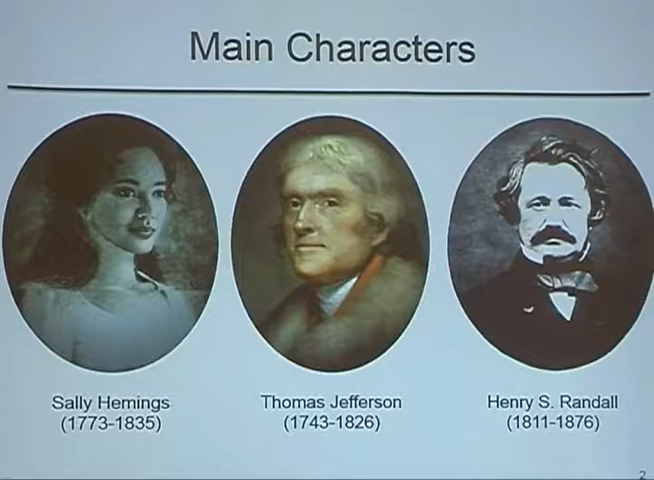 Main Characters
Sally Hemings
(1773-1835)
Thomas Jefferson
(1743-1826)
Henry S. Randall
(1811-1876)
2